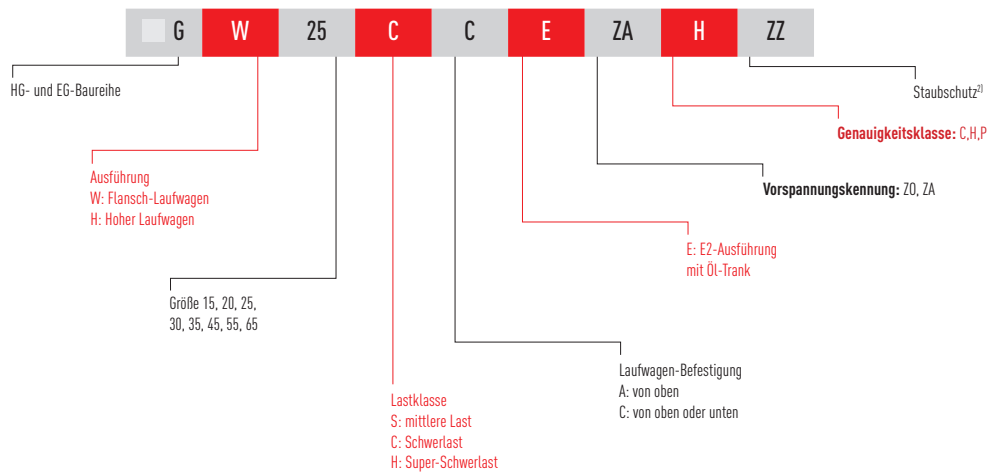 G W 25 C C E ZA H ZZ
HG- und EG-Baureihe
Staubschutz²⁾
Genauigkeitsklasse: C,H,P
Ausführung
W: Flansch-Laufwagen
H: Hoher Laufwagen
Vorspannungskennung: Z0, ZA
E: E2-Ausführung
mit Öl-Trank
Größe 15, 20, 25,
30, 35, 45, 55, 65
Laufwagen-Befestigung
A: von oben
C: von oben oder unten
Lastklasse
S: mittlere Last
C: Schwerlast
H: Super-Schwerlast